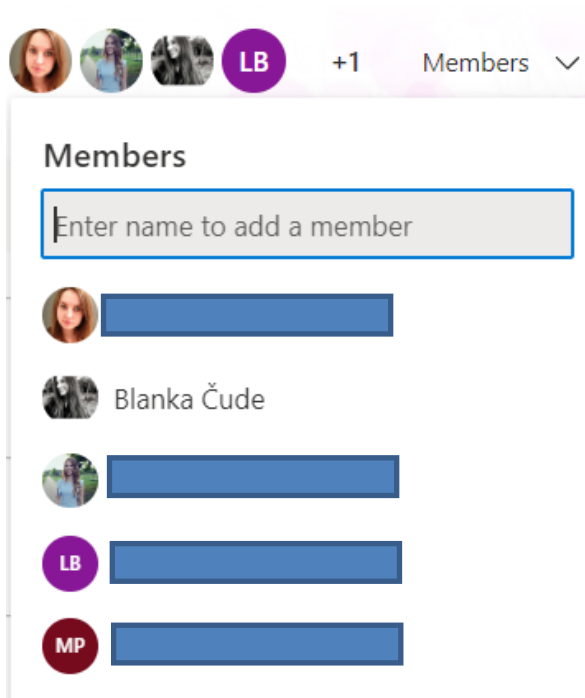 LB +1 Members
Members
Enter name to add a member
Blanka Čude
LB
MP